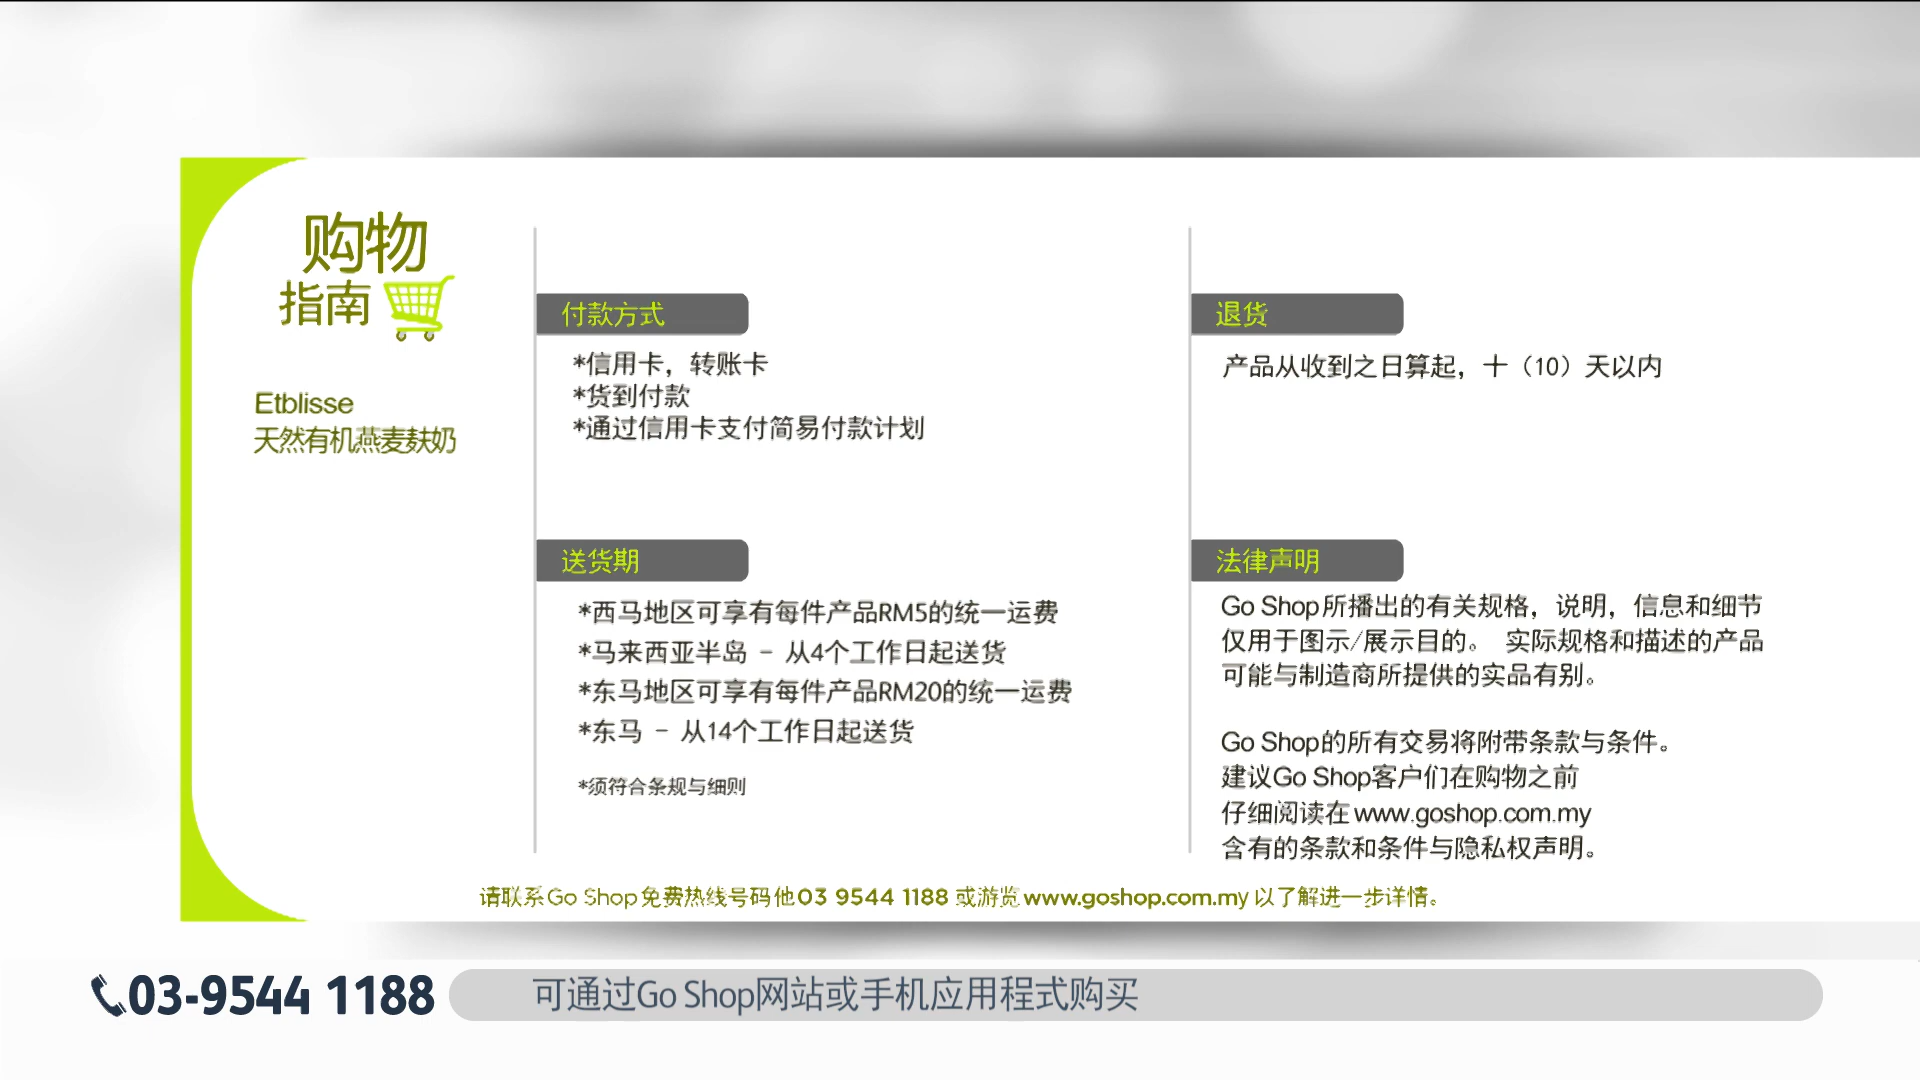 购物
指南
Etblisse
天然有机燕麦麸奶
付款方式
*信用卡，转账卡
*货到付款
*通过信用卡支付简易付款计划
送货期
*西马地区可享有每件产品RM5的统一运费
*马来西亚半岛 - 从4个工作日起送货
*东马地区可享有每件产品RM20的统一运费
*东马 - 从14个工作日起送货
*须符合条规与细则
退货
产品从收到之日算起，十（10）天以内
法律声明
Go Shop所播出的有关规格，说明，信息和细节
仅用于图示/展示目的。 实际规格和描述的产品
可能与制造商所提供的实品有别。
Go Shop的所有交易将附带条款与条件。
建议Go Shop客户们在购物之前
仔细阅读在www.goshop.com.my
含有的条款和条件与隐私权声明。
请联系Go Shop免费热线号码他03 9544 1188 或游览www.goshop.com.my 以了解进一步详情。
03-9544 1188
可通过Go Shop网站或手机应用程式购买